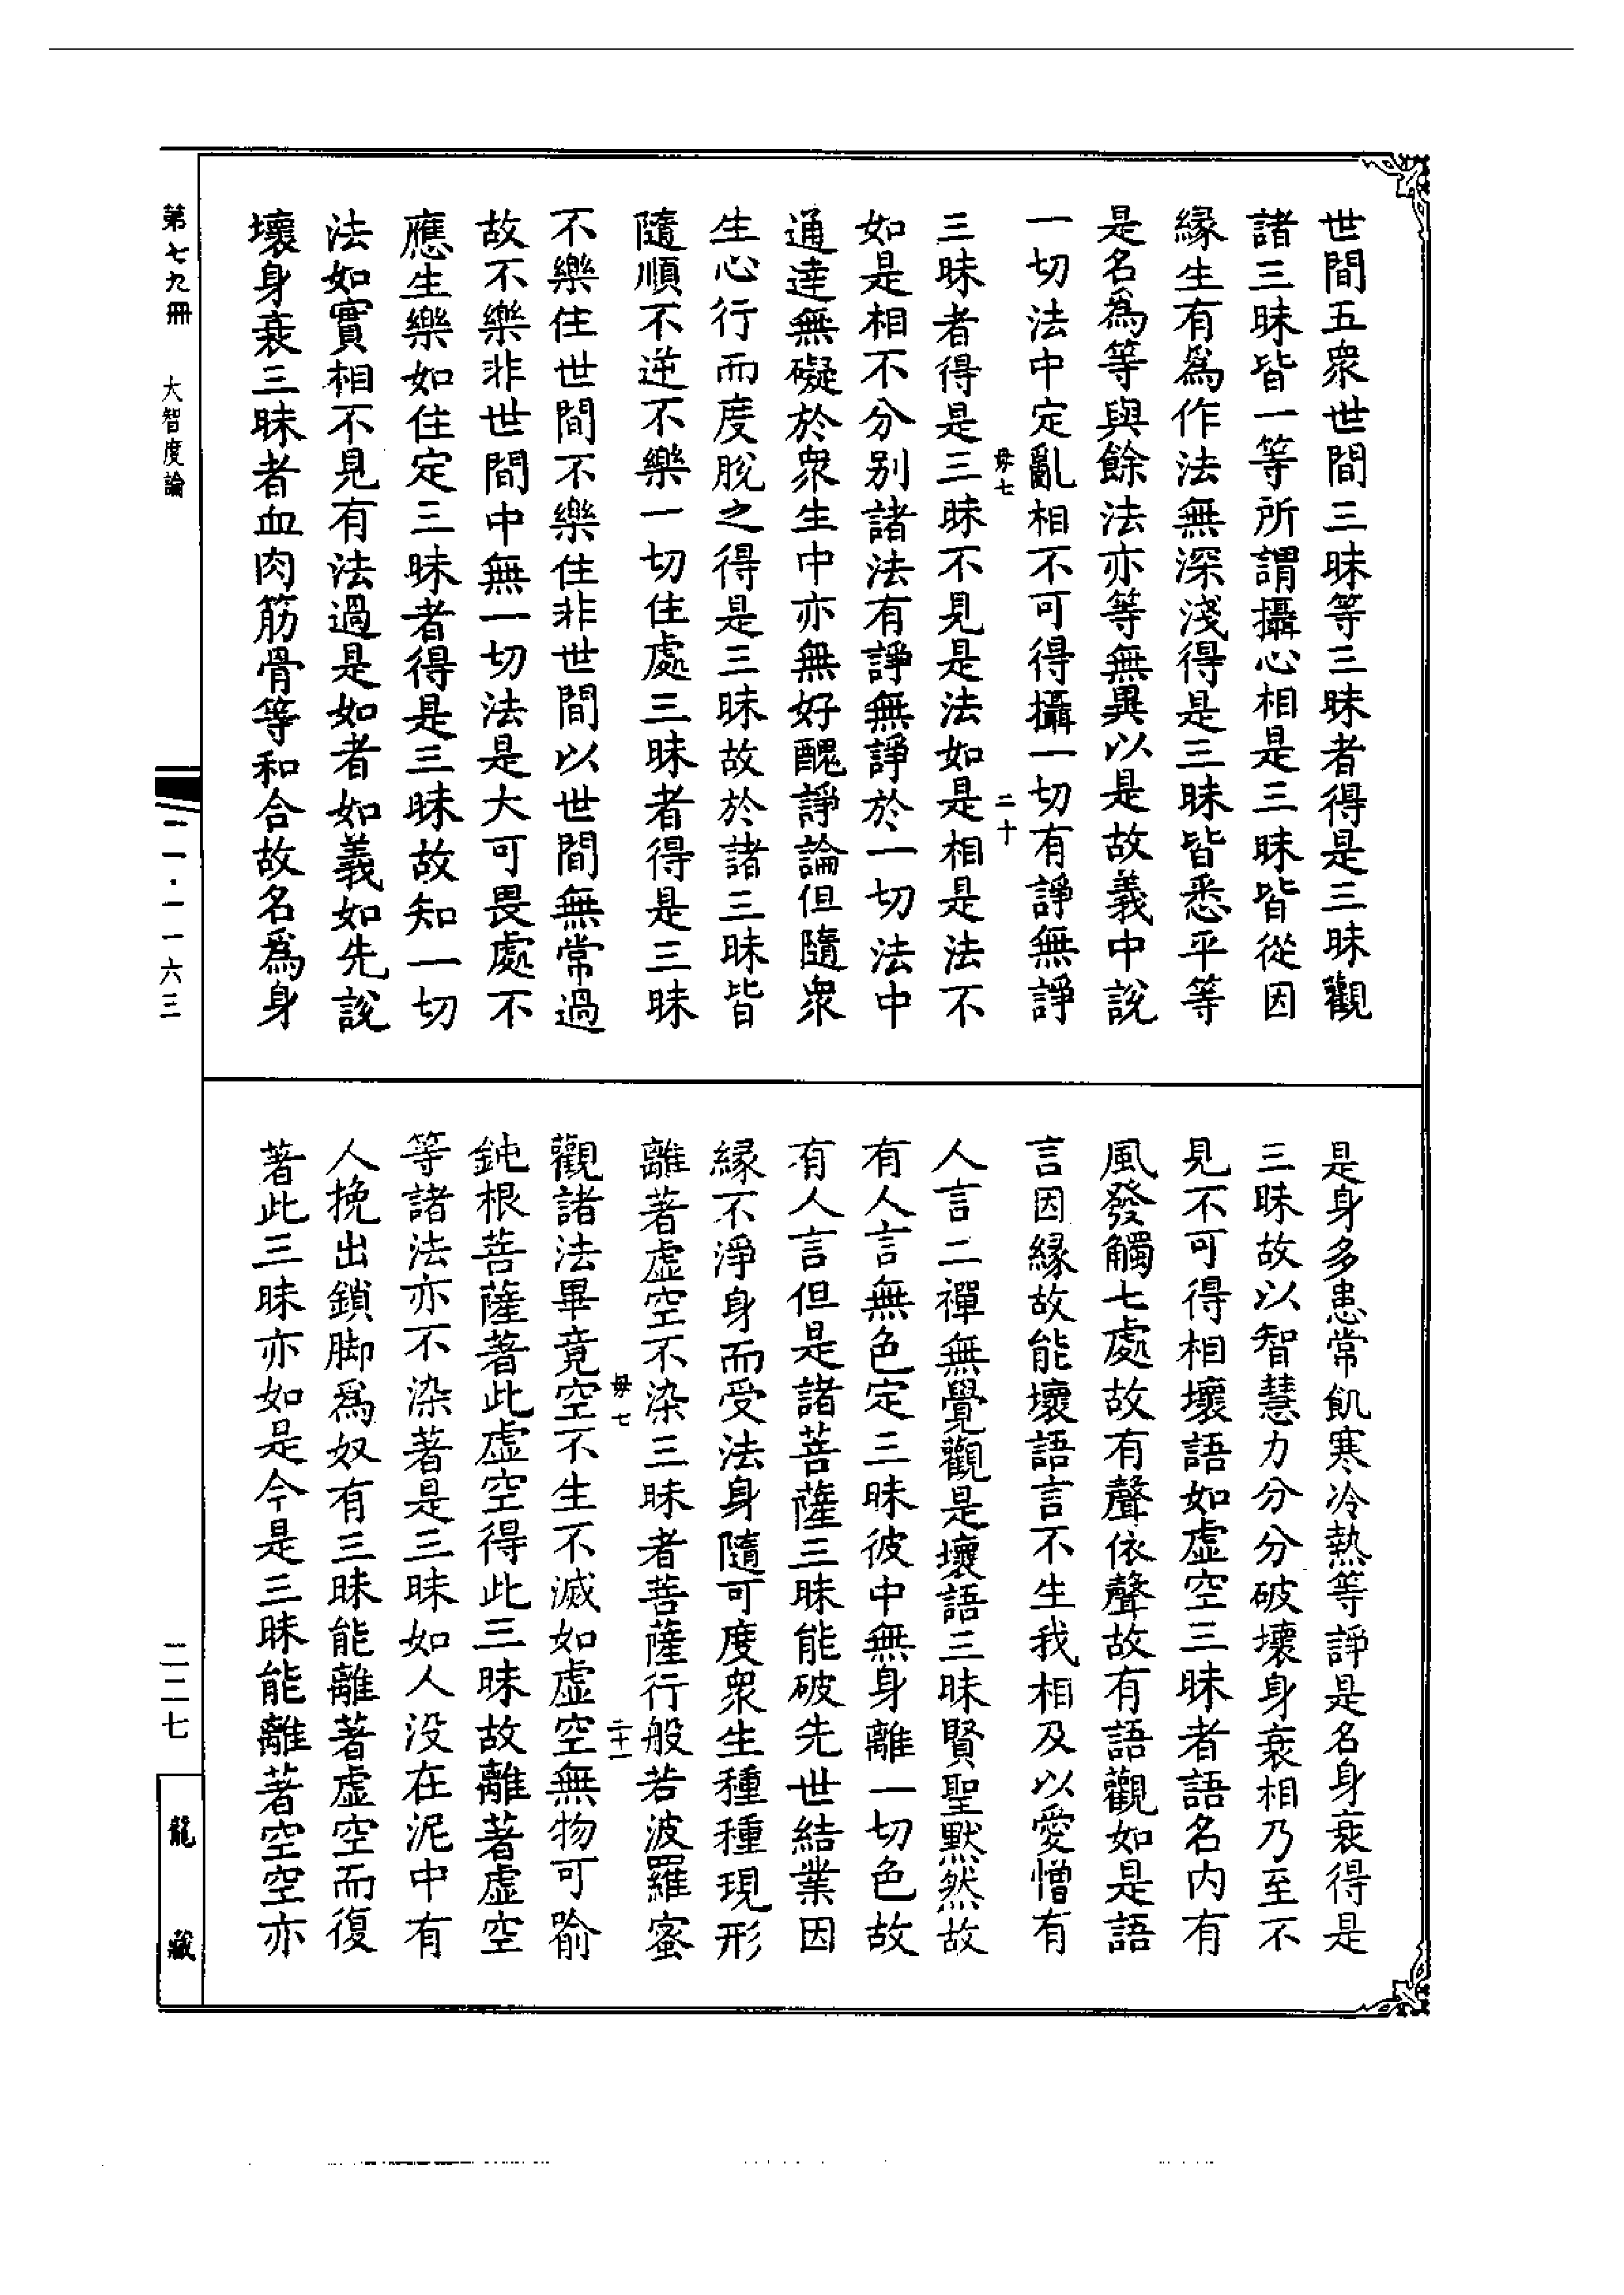 世間五衆世間三昧等三昧者得是三昧觀
諸三昧皆一等所謂攝心相是三昧皆從因
緣生有爲作法無深淺得是三昧皆悉平等
是名爲等與餘法亦等無異以是故義中說
一切法中定亂相不可得攝一切有諍無諍
毋七
二十
三昧者得是三昧不見是法如是相是法不
如是相不分別諸法有諍無諍於一切法中
通達無礙於衆生中亦無好醜諍論但隨衆
生心行而度脫之得是三昧故於諸三昧皆
隨順不逆不樂一切住處三昧者得是三昧
不樂住世間不樂住非世間以世間無常過
故不樂非世間中無一切法是大可畏處不
應生樂如住定三昧者得是三昧故知一切
法如實相不見有法過是如者如義如先說
壞身衰三昧者血肉筋骨等和合故名爲身
是身多患常飢寒冷熱等諍是名身衰得是
三昧故以智慧力分分破壞身衰相乃至不
見不可得相壞語如虛空三昧者語名內有
風發觸七處故有聲依聲故有語觀如是語
言因緣故能壞語言不生我相及以愛憎有
人言二禪無覺觀是壞語三昧賢聖默然故
有人言無色定三昧彼中無身離一切色故
有人言但是諸菩薩三昧能破先世結業因
緣不淨身而受法身隨可度衆生種種現形
離著虛空不染三昧者菩薩行般若波羅蜜
毋七
二十一
觀諸法畢竟空不生不滅如虛空無物可喻
鈍根菩薩著此虛空得此三昧故離著虛空
等諸法亦不染著是三昧如人没在泥中有
人挽出鎖脚爲奴有三昧能離著虛空而復
著此三昧亦如是今是三昧能離著空空亦
第七九冊
大智度論
二一·一一六三
二二七
龍藏